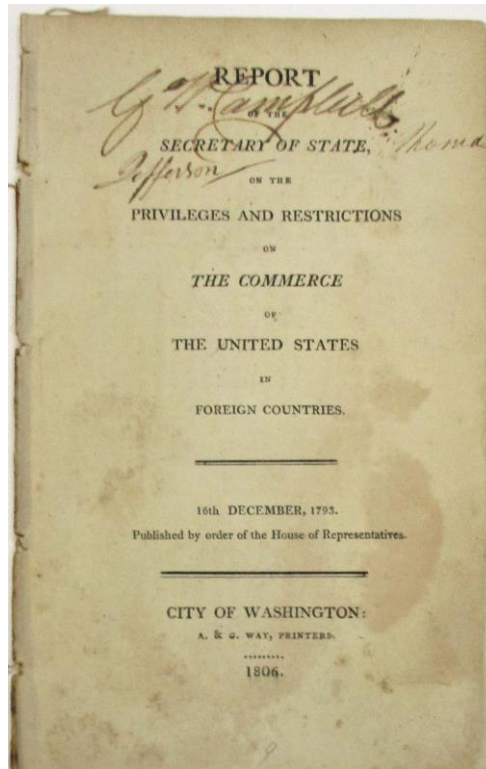 REPORT
Go W. Campbell
OF THE
SECRETARY OF STATE, Thomas
Jefferson
ON THE
PRIVILEGES AND RESTRICTIONS
ON
THE COMMERCE
OF
THE UNITED STATES
IN
FOREIGN COUNTRIES.
16th DECEMBER, 1793.
Published by order of the House of Representatives.
CITY OF WASHINGTON:
A. & G. WAY, PRINTERS.
1806.